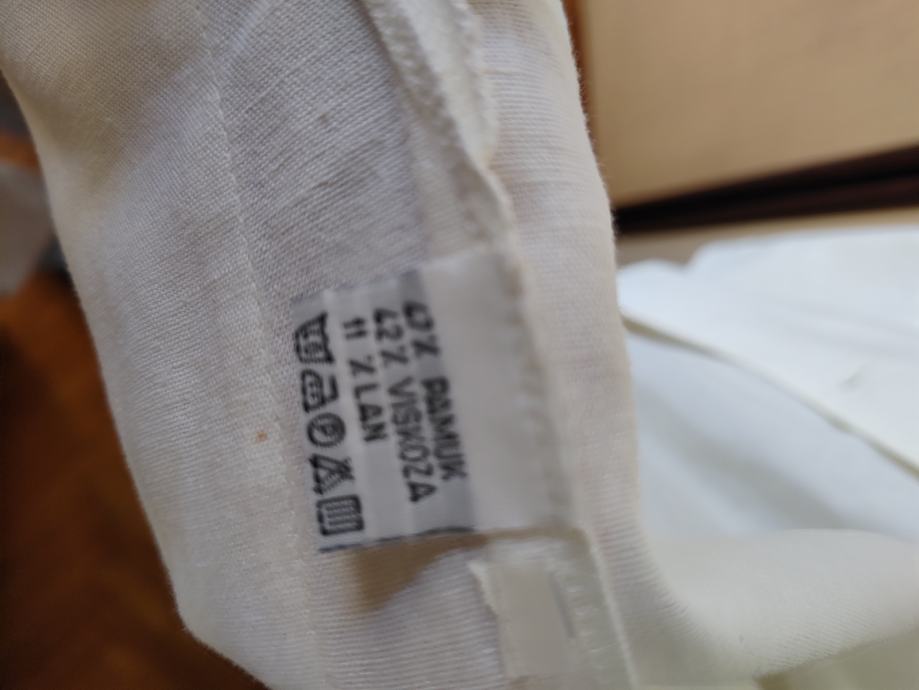 47% PAMUK
42% VISKOZA
11 % LAN